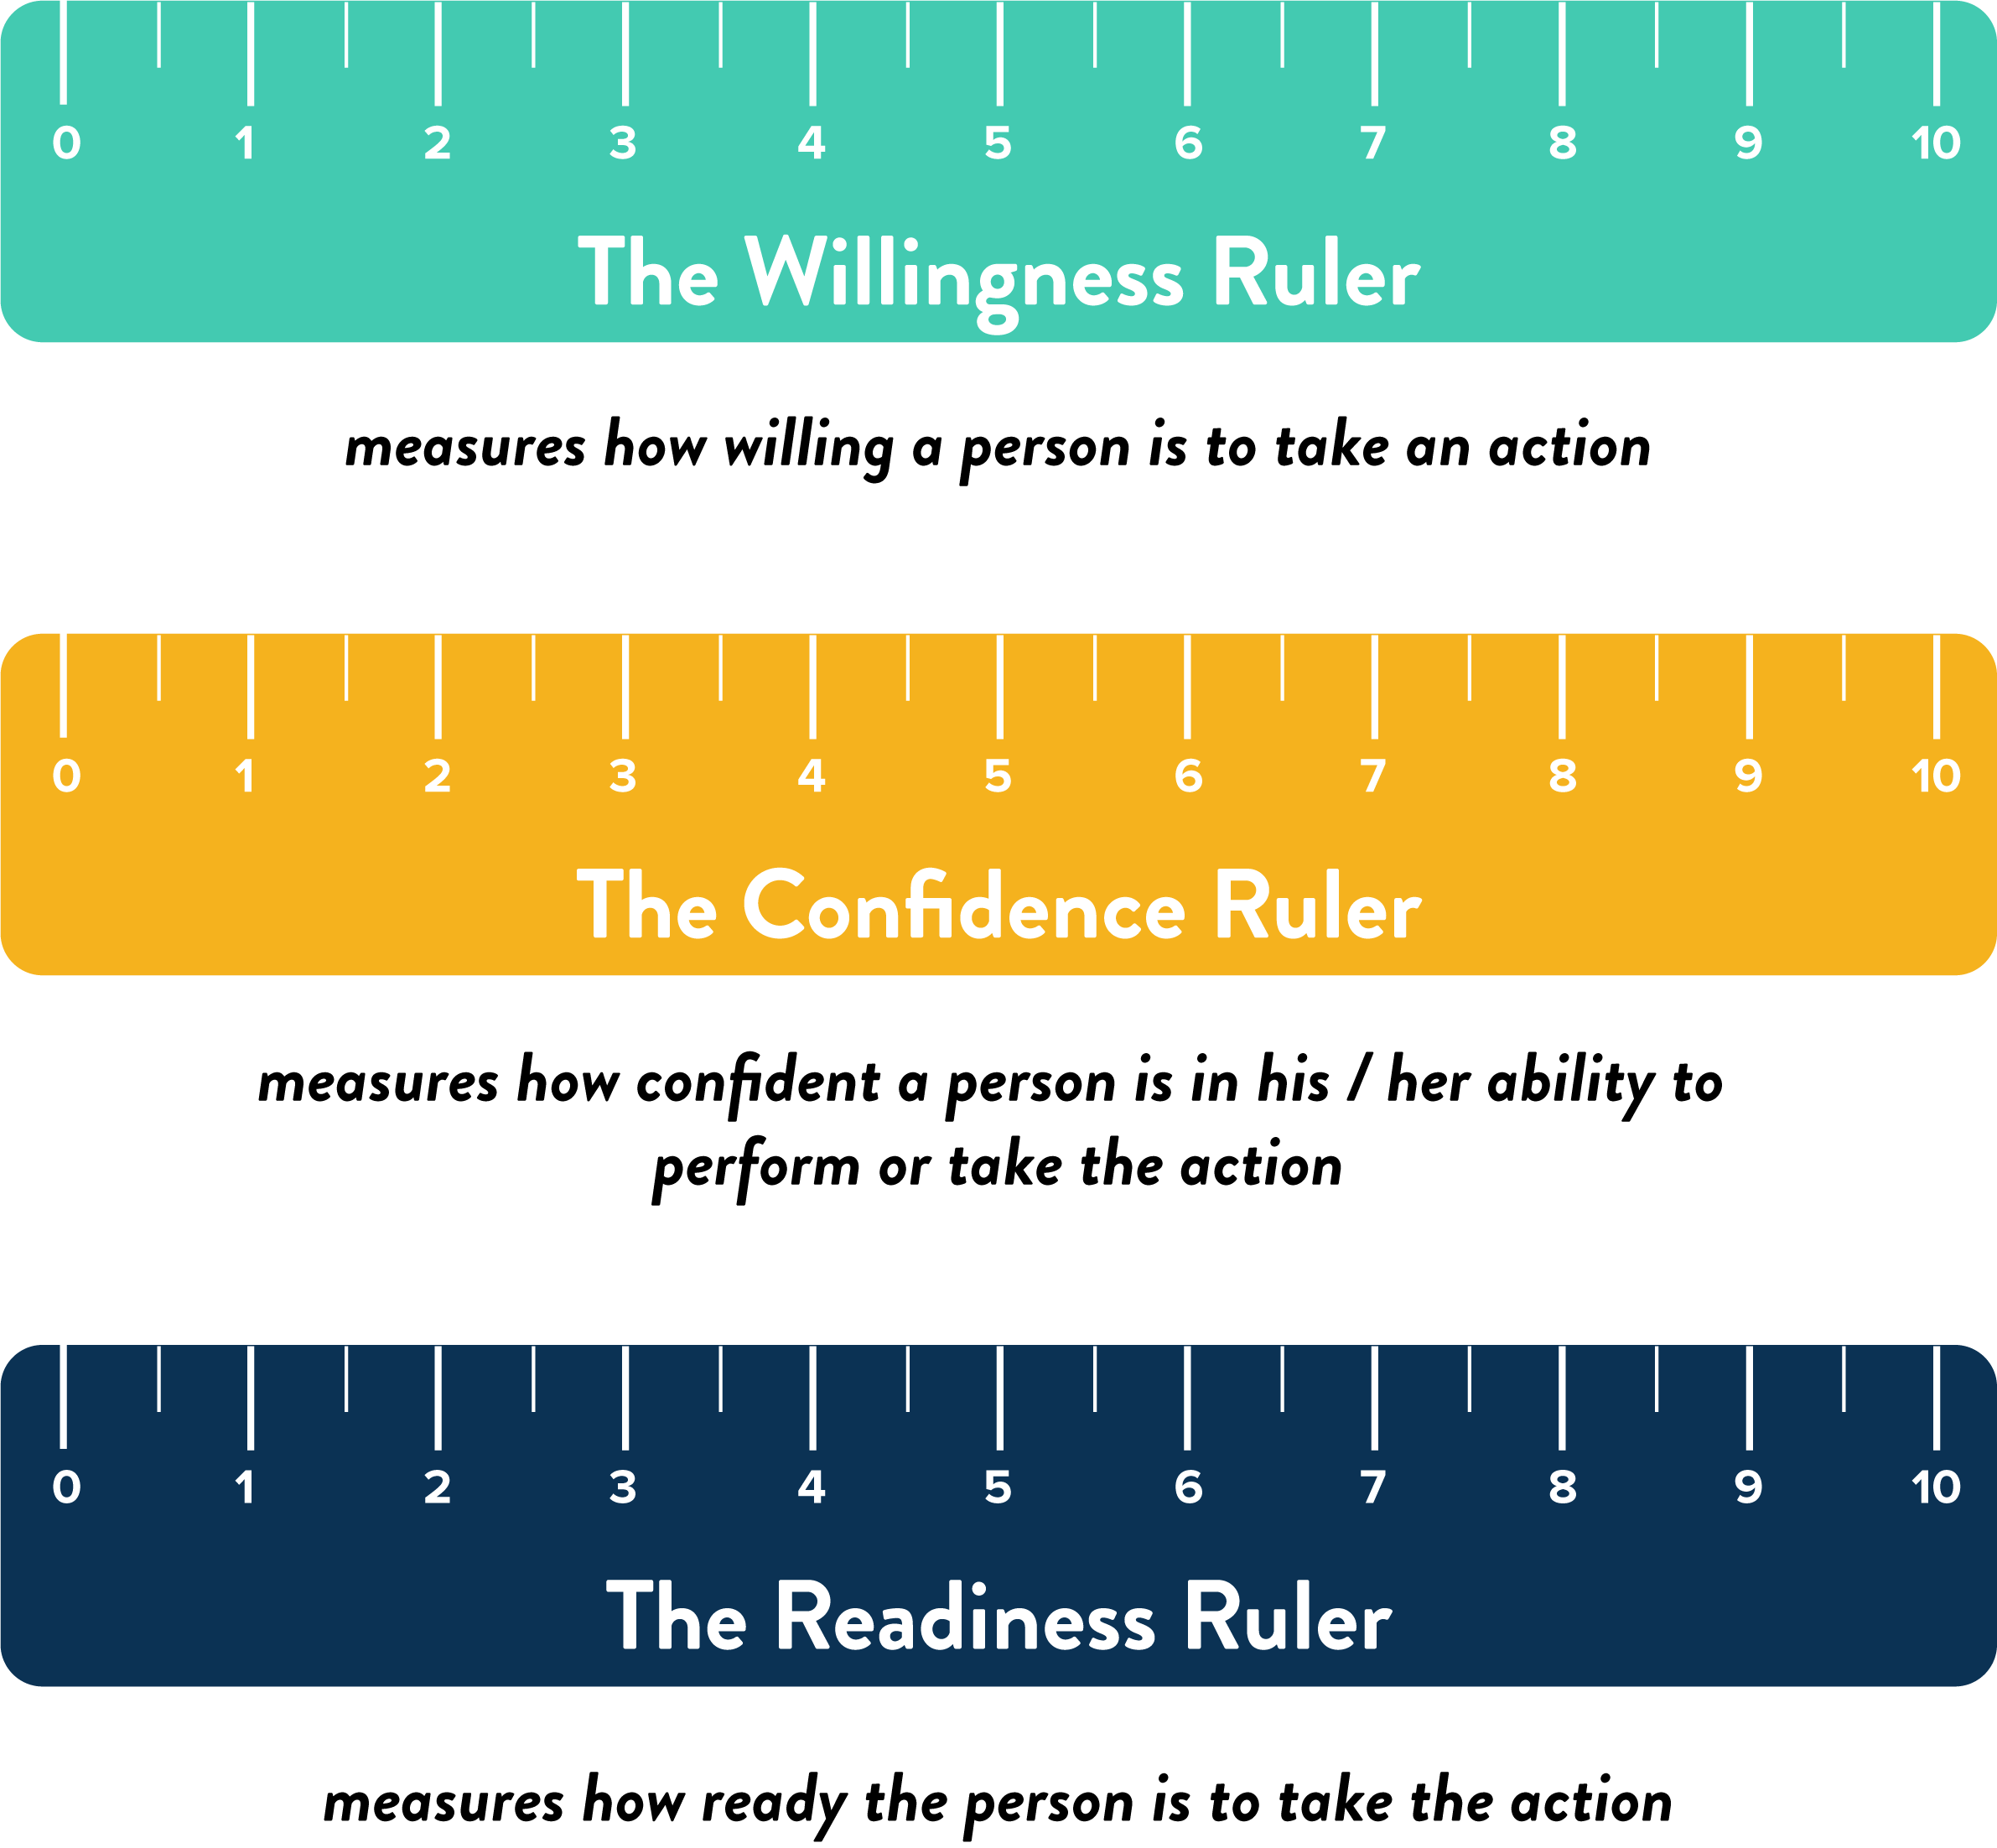 0 1 2 3 4 5 6 7 8 9 10
The Willingness Ruler
measures how willing a person is to take an action
0 1 2 3 4 5 6 7 8 9 10
The Confidence Ruler
measures how confident a person is in his / her ability to
perform or take the action
0 1 2 3 4 5 6 7 8 9 10
The Readiness Ruler
measures how ready the person is to take the action